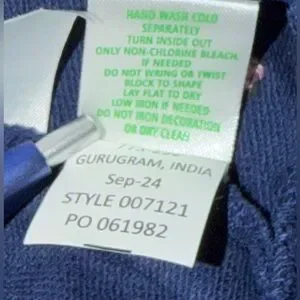 HAND WASH COLD
SEPARATELY
TURN INSIDE OUT
ONLY NON-CHLORINE BLEACH,
IF NEEDED
DO NOT WRING OR TWIST
BLOCK TO SHAPE
LAY FLAT TO DRY
LOW IRON IF NEEDED
DO NOT IRON DECORATION
OR DRY CLEAN
GURUGRAM, INDIA
Sep-24
STYLE 007121
PO 061982